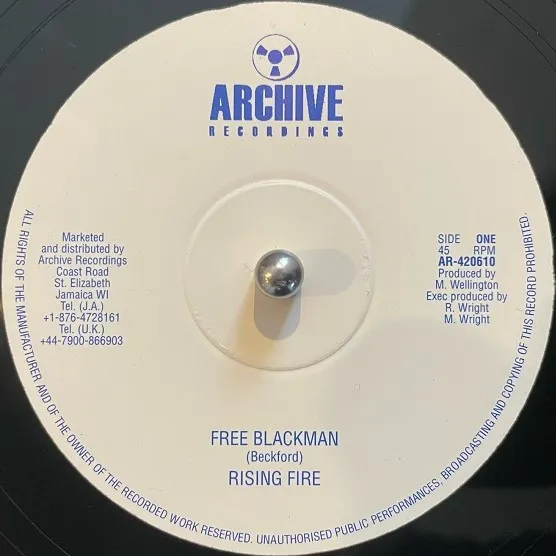 ARCHIVE
RECORDINGS
Marketed
and distributed by
Archive Recordings
Coast Road
St. Elizabeth
Jamaica WI
Tel. (J.A.)
+1-876-4728161
Tel. (U.K.)
+44-7900-866903
SIDE ONE
45 RPM
AR-420610
Produced by
M. Wellington
Exec produced by
R. Wright
M. Wright
FREE BLACKMAN
(Beckford)
RISING FIRE
ALL RIGHTS OF THE MANUFACTURER AND OF THE OWNER OF THE RECORDED WORK RESERVED. UNAUTHORISED PUBLIC PERFORMANCES, BROADCASTING AND COPYING OF THIS RECORD PROHIBITED.